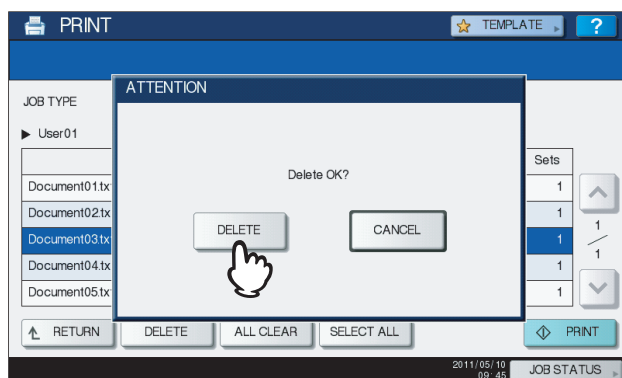 PRINT
TEMPLATE
?
JOB TYPE
ATTENTION
User01
Delete OK?
DELETE
CANCEL
Sets
Document01.tx 1
Document02.tx 1
Document03.tx 1
Document04.tx 1
Document05.tx 1
1
1
RETURN DELETE ALL CLEAR SELECT ALL PRINT
2011/05/10
09:45
JOB STATUS